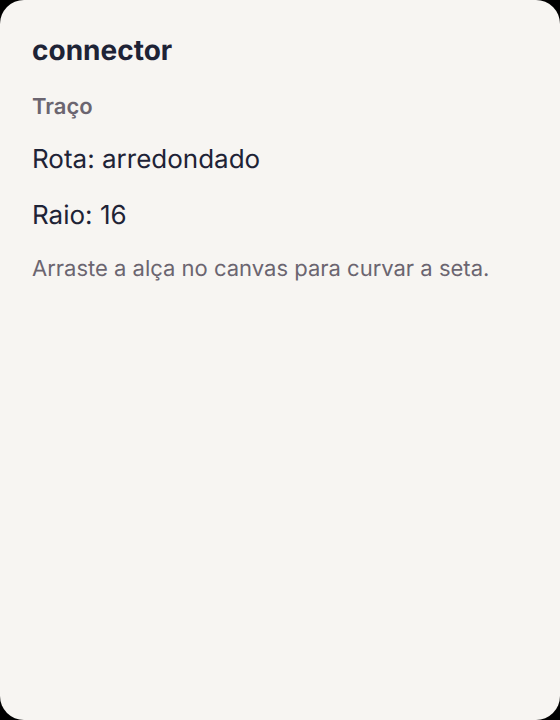 connector
Traço
Rota: arredondado
Raio: 16
Arraste a alça no canvas para curvar a seta.